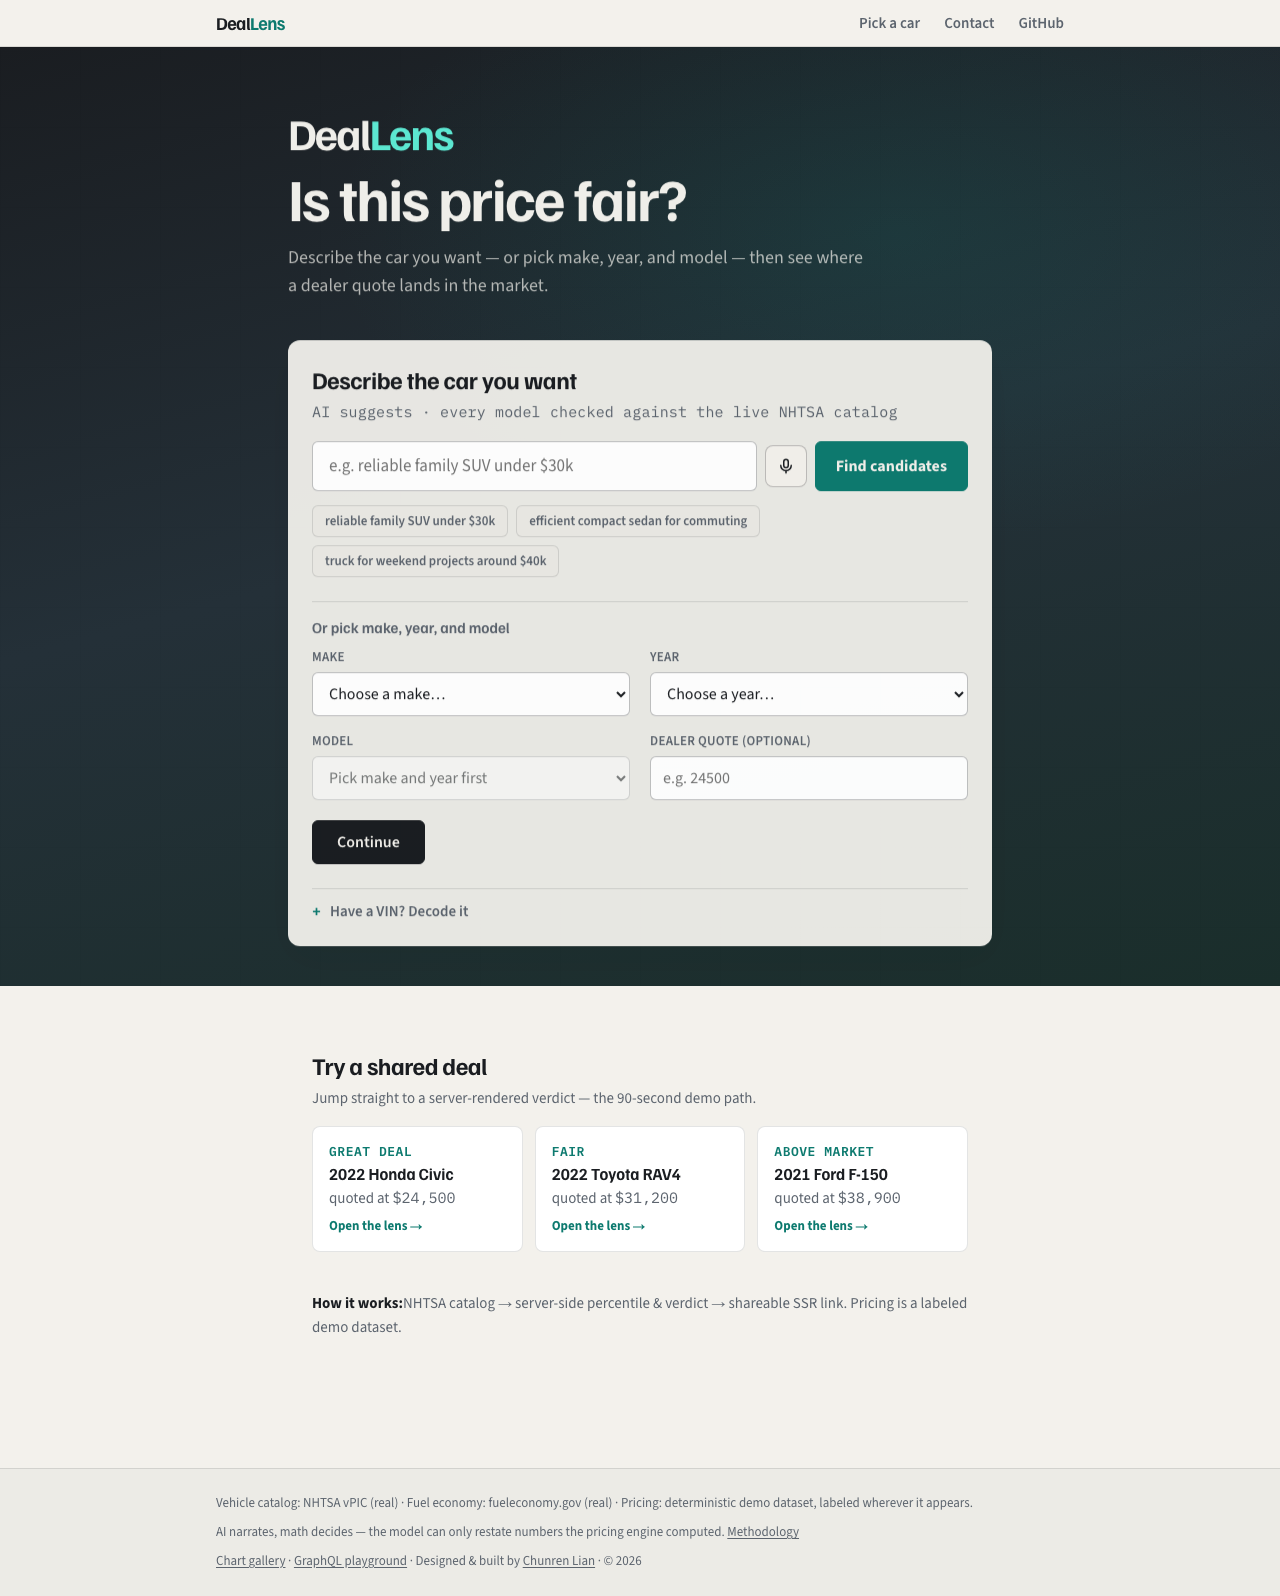 DealLens
Pick a car
Contact
GitHub
DealLens
Is this price fair?
Describe the car you want — or pick make, year, and model — then see where
a dealer quote lands in the market.
Describe the car you want
AI suggests · every model checked against the live NHTSA catalog
e.g. reliable family SUV under $30k
Find candidates
reliable family SUV under $30k
efficient compact sedan for commuting
truck for weekend projects around $40k
Or pick make, year, and model
MAKE
YEAR
Choose a make…
Choose a year…
MODEL
DEALER QUOTE (OPTIONAL)
Pick make and year first
e.g. 24500
Continue
+ Have a VIN? Decode it
Try a shared deal
Jump straight to a server-rendered verdict — the 90-second demo path.
GREAT DEAL
2022 Honda Civic
quoted at $24,500
Open the lens →
FAIR
2022 Toyota RAV4
quoted at $31,200
Open the lens →
ABOVE MARKET
2021 Ford F-150
quoted at $38,900
Open the lens →
How it works:NHTSA catalog → server-side percentile & verdict → shareable SSR link. Pricing is a labeled
demo dataset.
Vehicle catalog: NHTSA vPIC (real) · Fuel economy: fueleconomy.gov (real) · Pricing: deterministic demo dataset, labeled wherever it appears.
AI narrates, math decides — the model can only restate numbers the pricing engine computed. Methodology
Chart gallery · GraphQL playground · Designed & built by Chunren Lian · © 2026